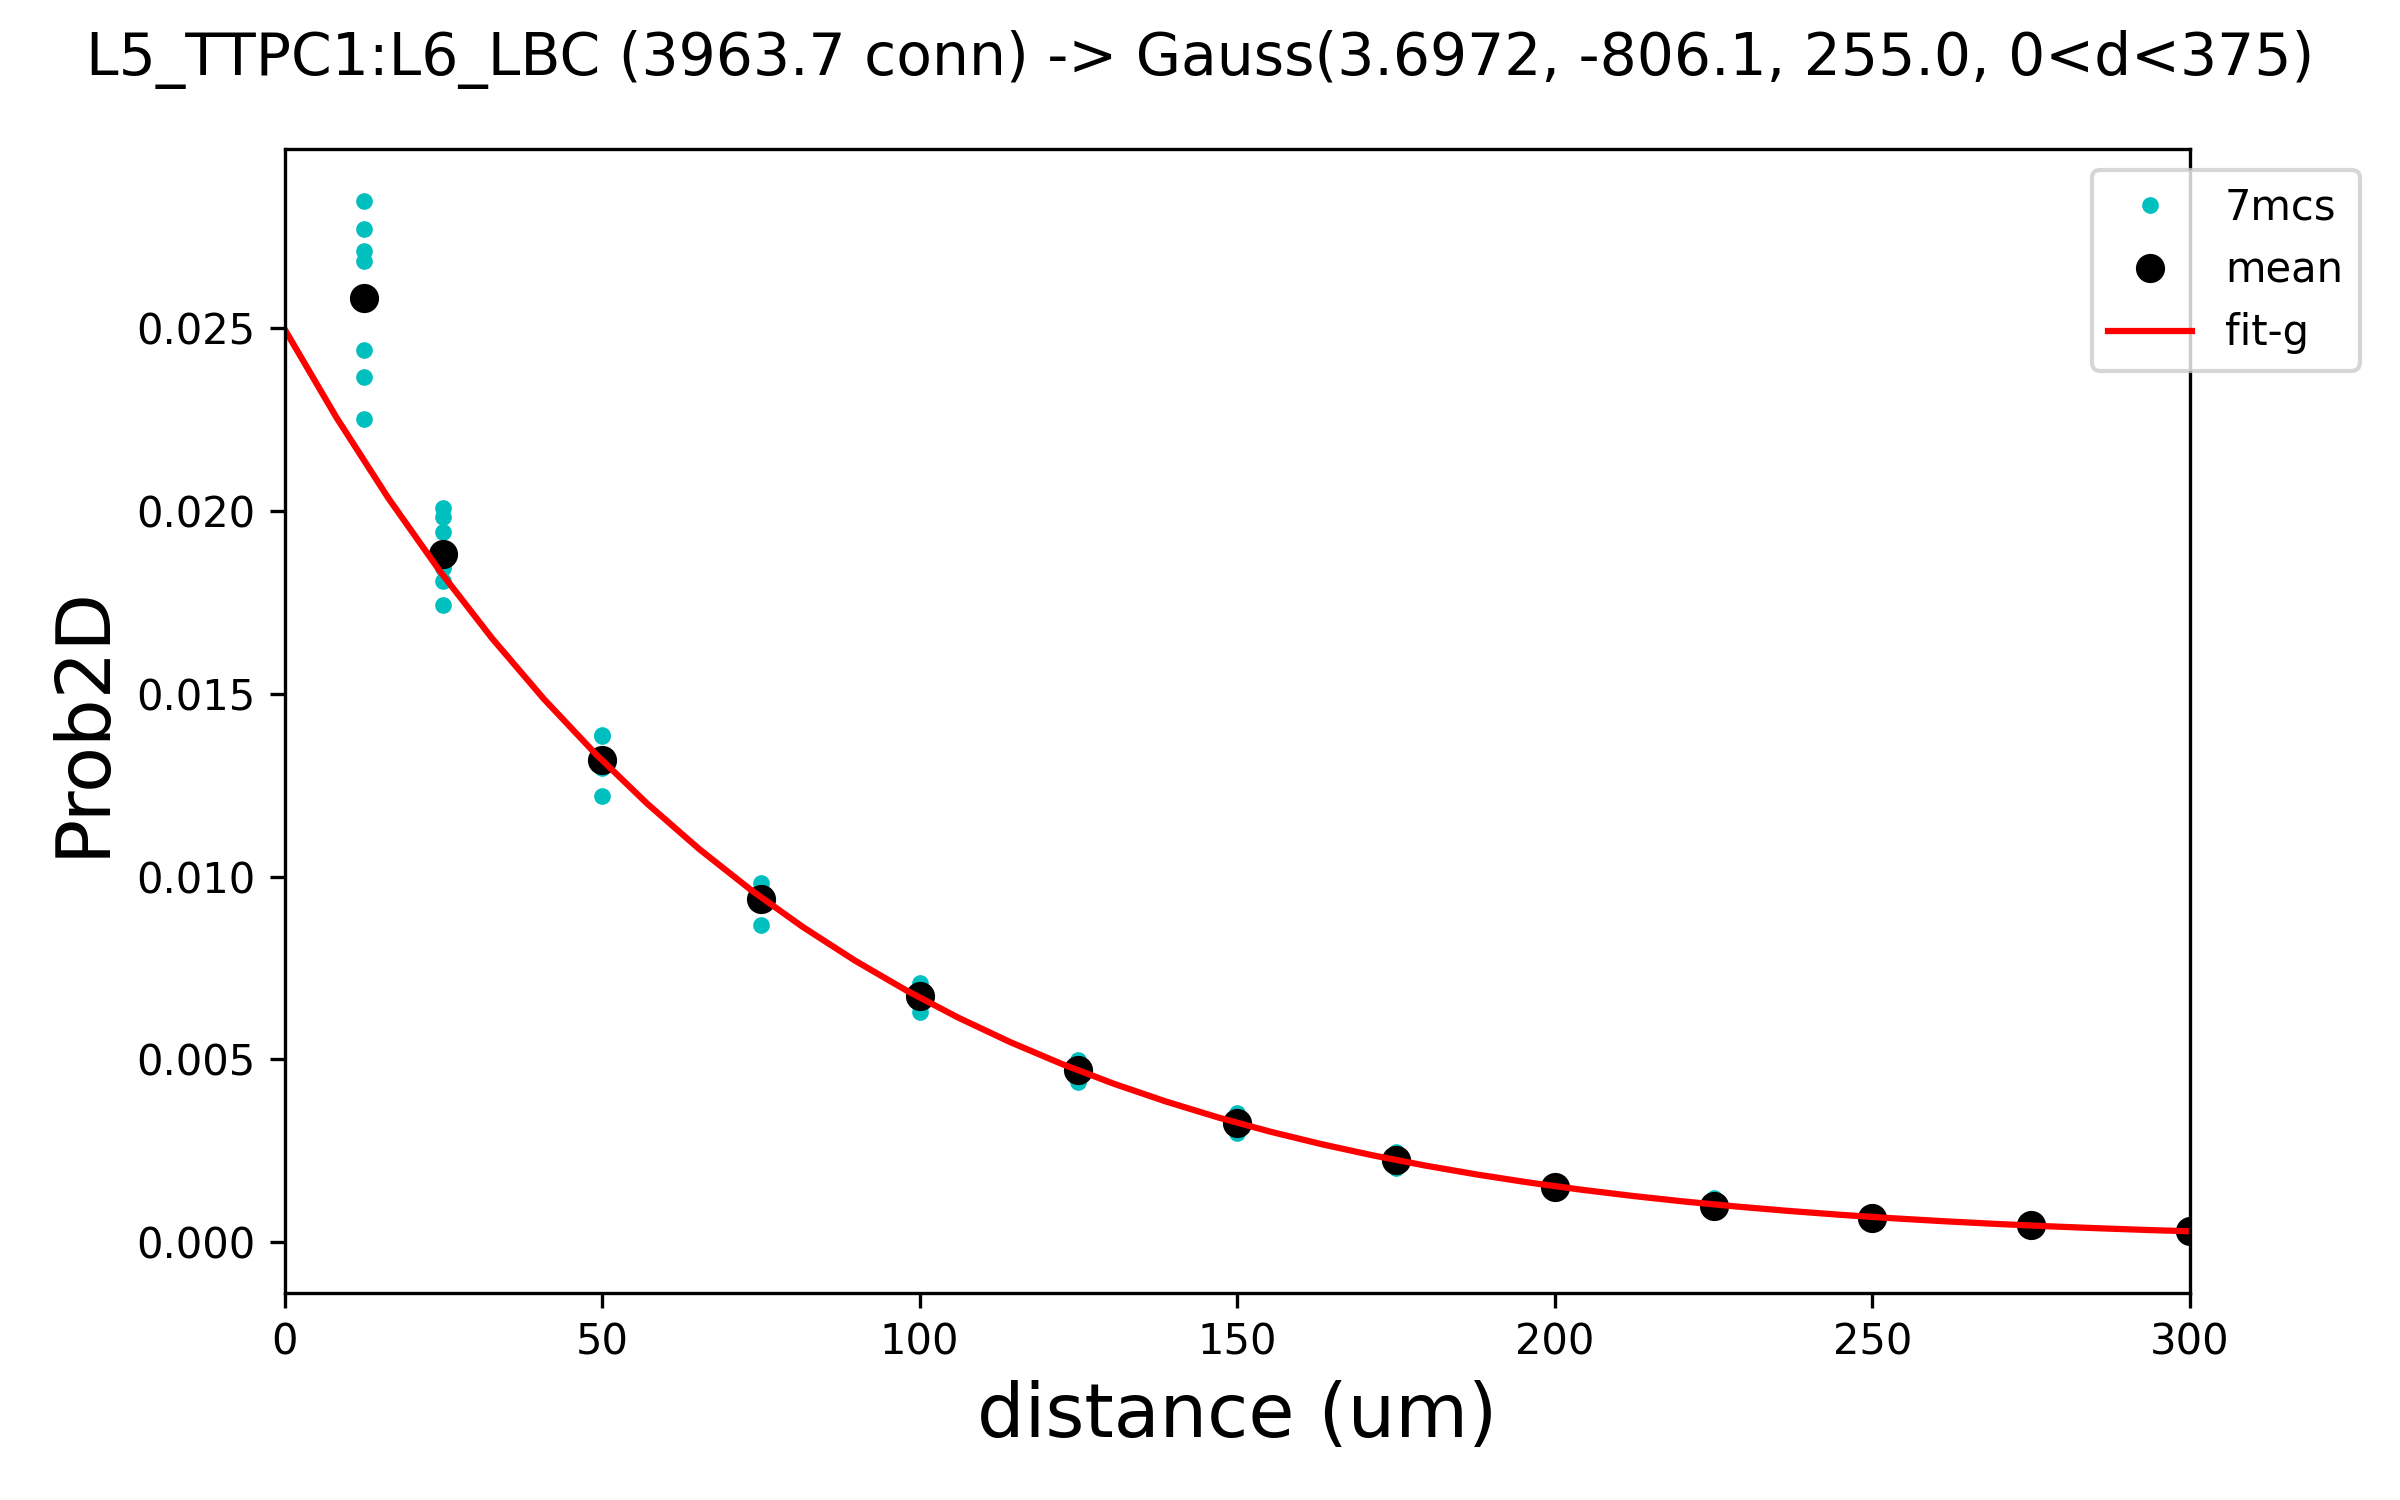 L5_TTPC1:L6_LBC (3963.7 conn) -> Gauss(3.6972, -806.1, 255.0, 0<d<375)
7mcs
mean
fit-g
Prob2D
0.025
0.020
0.015
0.010
0.005
0.000
0 50 100 150 200 250 300
distance (um)